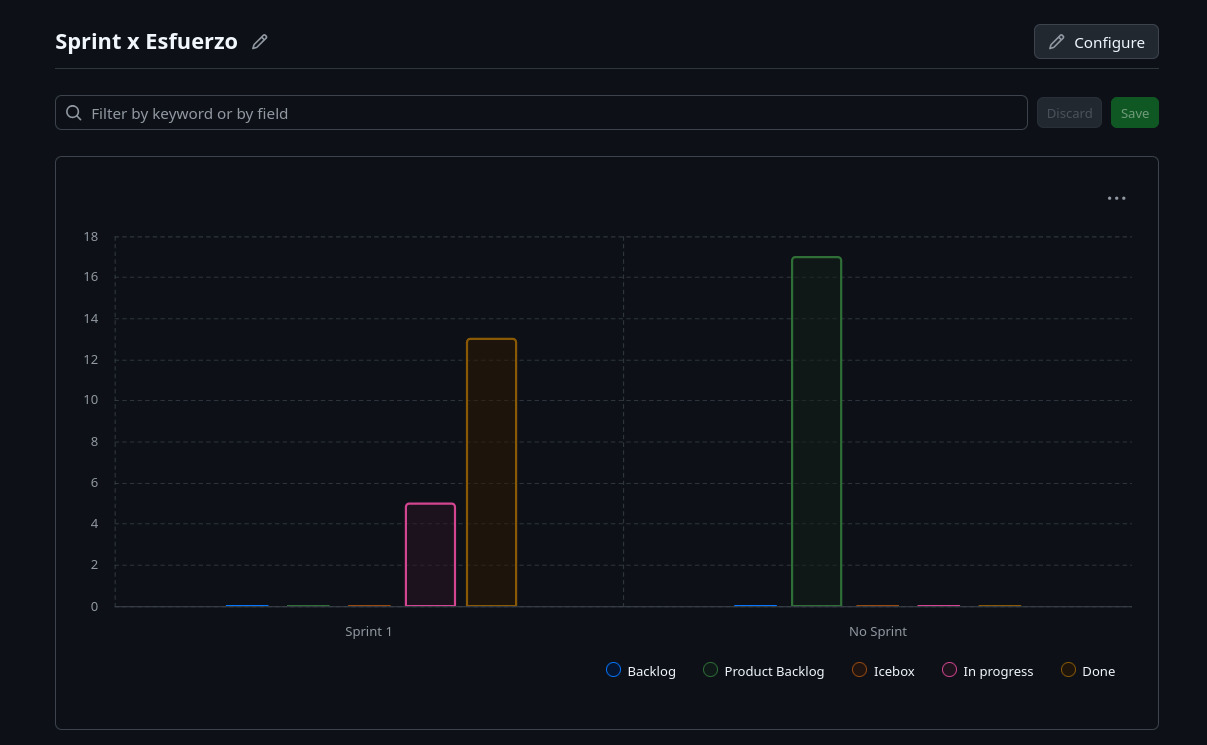 Sprint x Esfuerzo
Configure
Filter by keyword or by field
Discard
Save
18
16
14
12
10
8
6
4
2
0
Sprint 1
No Sprint
Backlog
Product Backlog
Icebox
In progress
Done